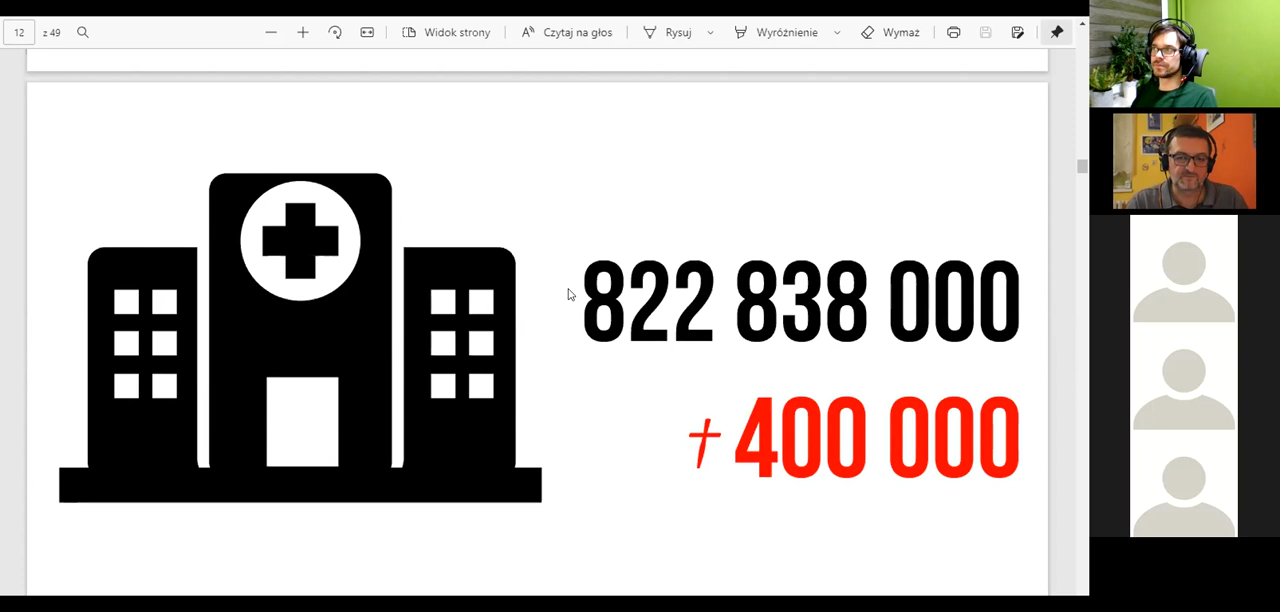 12 z 49 Widok strony Czytaj na głos Rysuj Wyróżnienie Wymaż
822 838 000
† 400 000